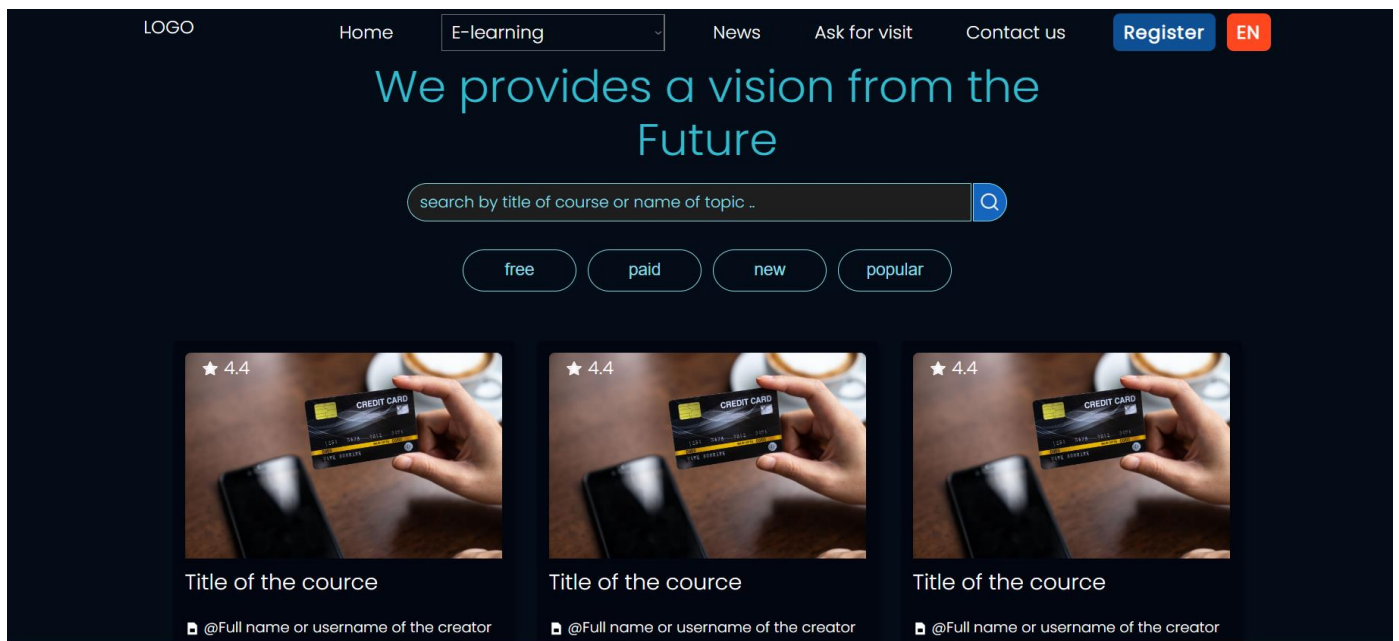 LOGO
Home
E-learning
News
Ask for visit
Contact us
Register
EN
We provides a vision from the
Future
search by title of course or name of topic ..
free
paid
new
popular
4.4
CREDIT CARD
Title of the cource
@Full name or username of the creator
4.4
CREDIT CARD
Title of the cource
@Full name or username of the creator
4.4
CREDIT CARD
Title of the cource
@Full name or username of the creator